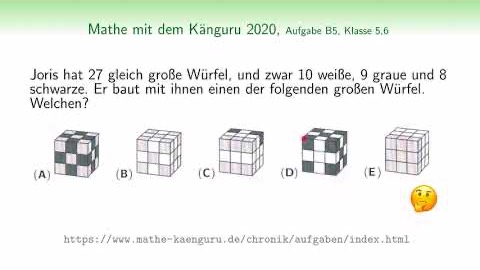 Mathe mit dem Känguru 2020, Aufgabe B5, Klasse 5,6
Joris hat 27 gleich große Würfel, und zwar 10 weiße, 9 graue und 8
schwarze. Er baut mit ihnen einen der folgenden großen Würfel.
Welchen?
(A) (B) (C) (D) (E)
https://www.mathe-kaenguru.de/chronik/aufgaben/index.html